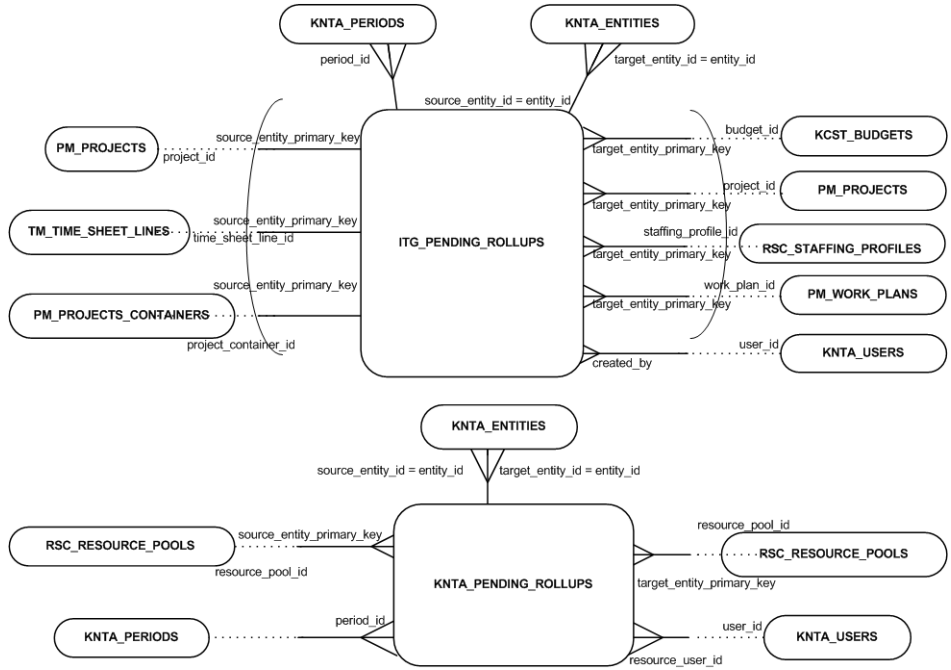 KNTA_PERIODS
KNTA_ENTITIES
period_id
target_entity_id = entity_id
source_entity_id = entity_id
PM_PROJECTS
source_entity_primary_key
project_id
TM_TIME_SHEET_LINES
source_entity_primary_key
time_sheet_line_id
PM_PROJECTS_CONTAINERS
source_entity_primary_key
project_container_id
ITG_PENDING_ROLLUPS
budget_id
target_entity_primary_key
KCST_BUDGETS
project_id
target_entity_primary_key
PM_PROJECTS
staffing_profile_id
target_entity_primary_key
RSC_STAFFING_PROFILES
work_plan_id
target_entity_primary_key
PM_WORK_PLANS
user_id
created_by
KNTA_USERS
KNTA_ENTITIES
source_entity_id = entity_id
target_entity_id = entity_id
RSC_RESOURCE_POOLS
source_entity_primary_key
resource_pool_id
KNTA_PERIODS
period_id
KNTA_PENDING_ROLLUPS
resource_pool_id
target_entity_primary_key
RSC_RESOURCE_POOLS
user_id
resource_user_id
KNTA_USERS